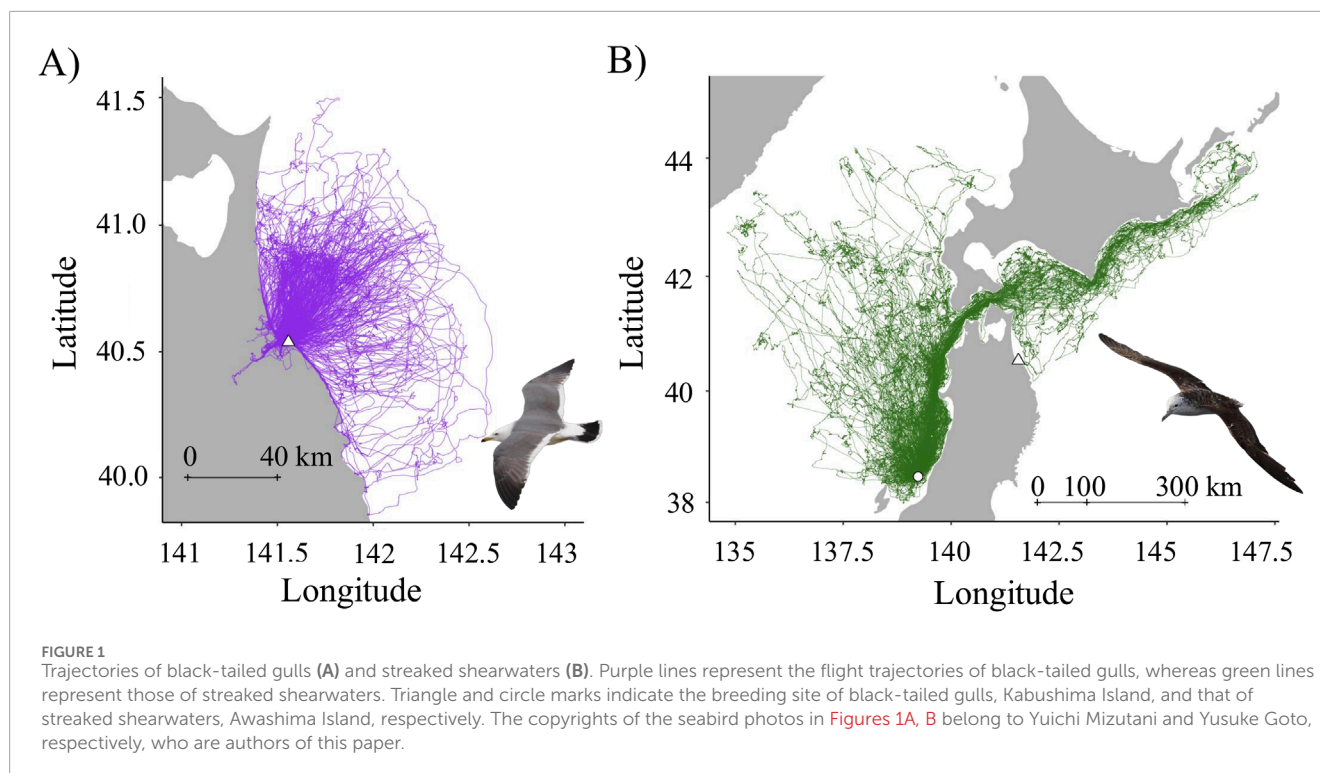 A)
41.5
41.0
40.5
40.0
Latitude
0 40 km
141 141.5 142 142.5 143
Longitude
B)
44
42
40
38
Latitude
0 100 300 km
135 137.5 140 142.5 145 147.5
Longitude
FIGURE 1
Trajectories of black-tailed gulls (A) and streaked shearwaters (B). Purple lines represent the flight trajectories of black-tailed gulls, whereas green lines
represent those of streaked shearwaters. Triangle and circle marks indicate the breeding site of black-tailed gulls, Kabushima Island, and that of
streaked shearwaters, Awashima Island, respectively. The copyrights of the seabird photos in Figures 1A, B belong to Yuichi Mizutani and Yusuke Goto,
respectively, who are authors of this paper.